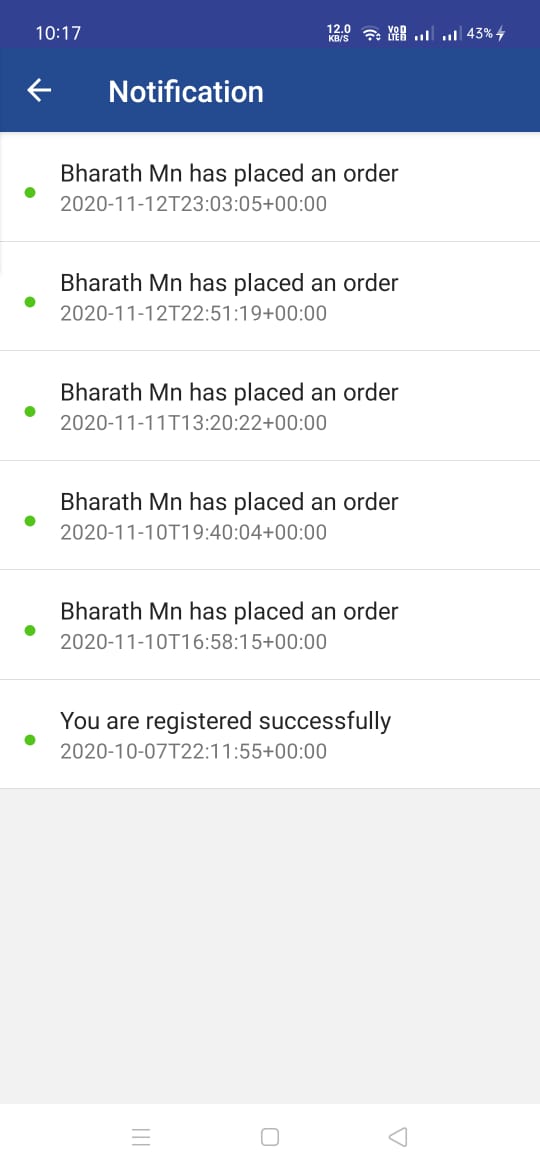 10:17
12.0
KB/S
VoD
LTE
43%
Notification
Bharath Mn has placed an order
2020-11-12T23:03:05+00:00
Bharath Mn has placed an order
2020-11-12T22:51:19+00:00
Bharath Mn has placed an order
2020-11-11T13:20:22+00:00
Bharath Mn has placed an order
2020-11-10T19:40:04+00:00
Bharath Mn has placed an order
2020-11-10T16:58:15+00:00
You are registered successfully
2020-10-07T22:11:55+00:00